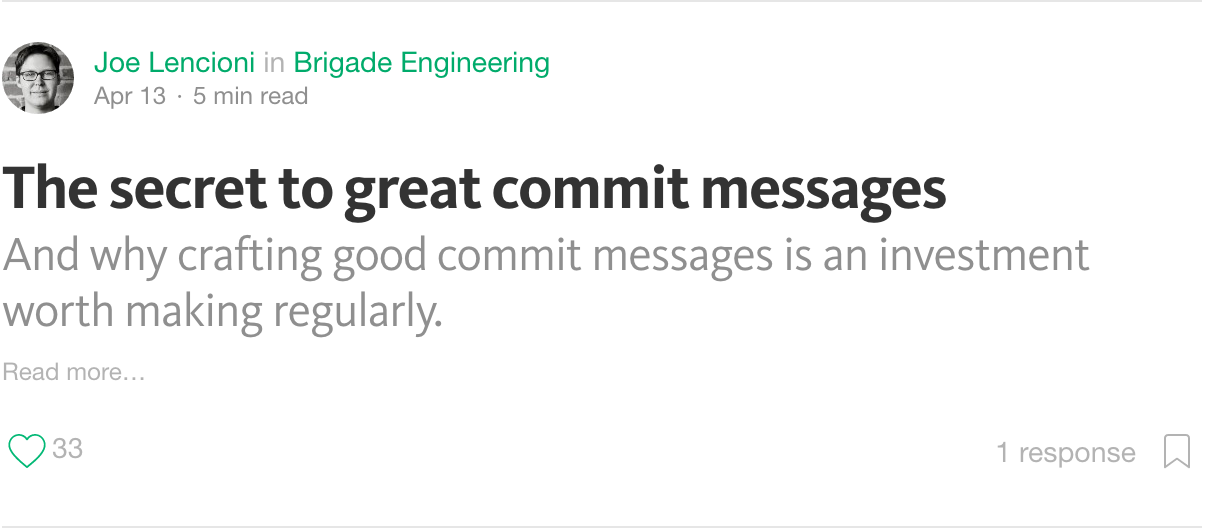 Joe Lencioni in Brigade Engineering
Apr 13 · 5 min read
The secret to great commit messages
And why crafting good commit messages is an investment
worth making regularly.
Read more…
33
1 response